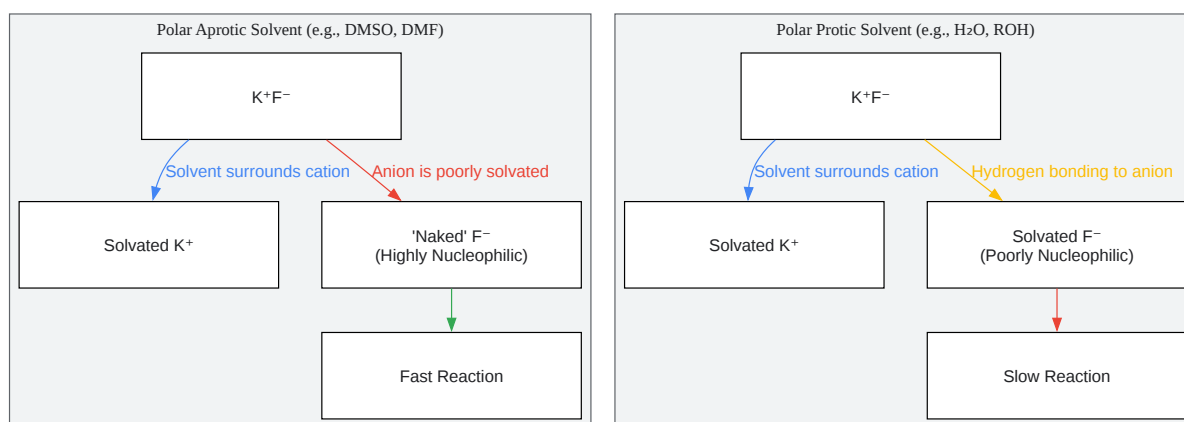 Polar Aprotic Solvent (e.g., DMSO, DMF)
K⁺F⁻
Solvent surrounds cation
Anion is poorly solvated
Solvated K⁺
'Naked' F⁻
(Highly Nucleophilic)
Fast Reaction
Polar Protic Solvent (e.g., H₂O, ROH)
K⁺F⁻
Solvent surrounds cation
Hydrogen bonding to anion
Solvated K⁺
Solvated F⁻
(Poorly Nucleophilic)
Slow Reaction